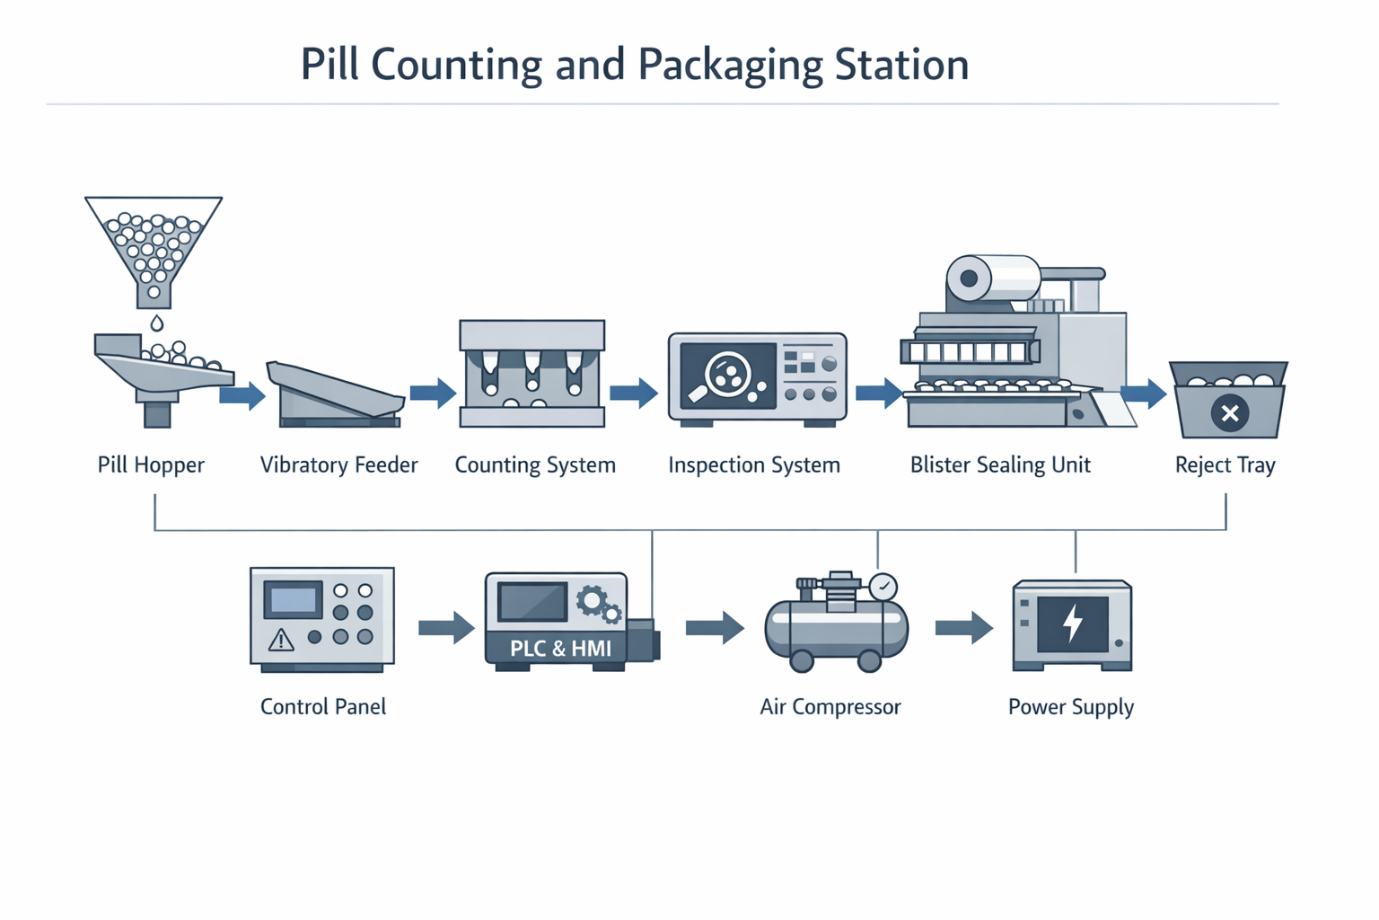 Pill Counting and Packaging Station
Pill Hopper
Vibratory Feeder
Counting System
Inspection System
Blister Sealing Unit
Reject Tray
PLC & HMI
Control Panel
Air Compressor
Power Supply